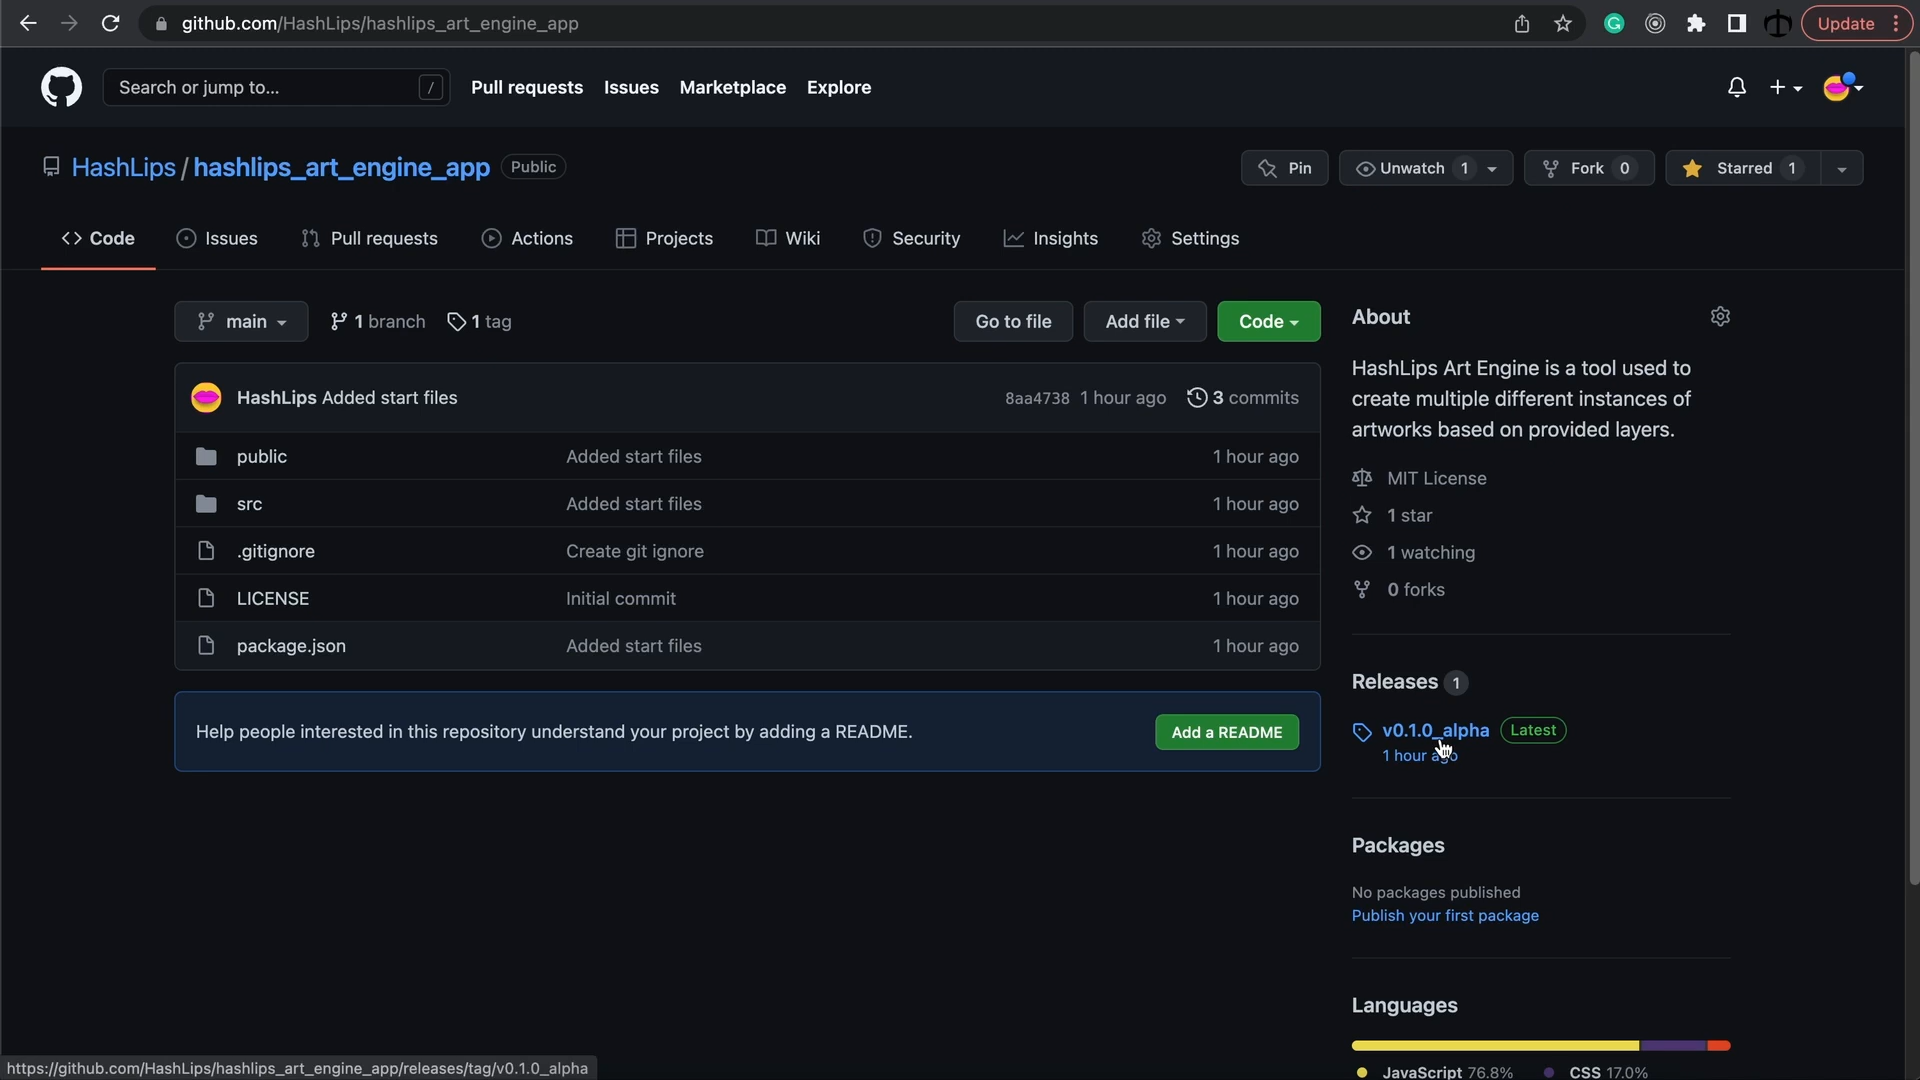 github.com/HashLips/hashlips_art_engine_app
Update
Search or jump to...
/
Pull requests
Issues
Marketplace
Explore
HashLips / hashlips_art_engine_app
Public
Pin
Unwatch 1
Fork 0
Starred 1
Code
Issues
Pull requests
Actions
Projects
Wiki
Security
Insights
Settings
main
1 branch
1 tag
Go to file
Add file
Code
HashLips Added start files
8aa4738 1 hour ago
3 commits
public Added start files 1 hour ago
src Added start files 1 hour ago
.gitignore Create git ignore 1 hour ago
LICENSE Initial commit 1 hour ago
package.json Added start files 1 hour ago
Help people interested in this repository understand your project by adding a README.
Add a README
About
HashLips Art Engine is a tool used to
create multiple different instances of
artworks based on provided layers.
MIT License
1 star
1 watching
0 forks
Releases 1
v0.1.0_alpha Latest
1 hour ago
Packages
No packages published
Publish your first package
Languages
JavaScript 76.8% CSS 17.0%
https://github.com/HashLips/hashlips_art_engine_app/releases/tag/v0.1.0_alpha